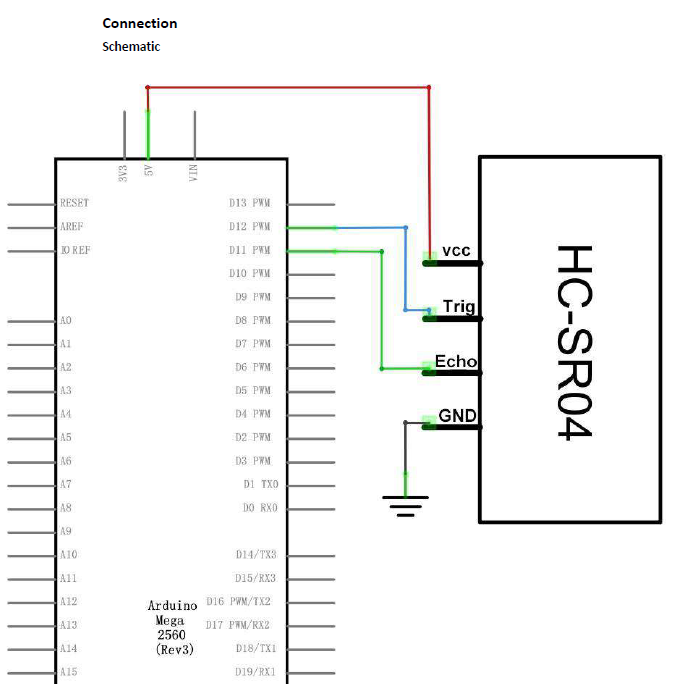 Connection
Schematic
3V3
5V
VIN
RESET
AREF
IOREF
A0
A1
A2
A3
A4
A5
A6
A7
A8
A9
A10
A11
A12
A13
A14
A15
D13 PWM
D12 PWM
D11 PWM
D10 PWM
D9 PWM
D8 PWM
D7 PWM
D6 PWM
D5 PWM
D4 PWM
D2 PWM
D3 PWM
D1 TX0
D0 RX0
D14/TX3
D15/RX3
D16 PWM/TX2
D17 PWM/RX2
D18/TX1
D19/RX1
Arduino
Mega
2560
(Rev3)
vcc
Trig
Echo
GND
HC-SR04